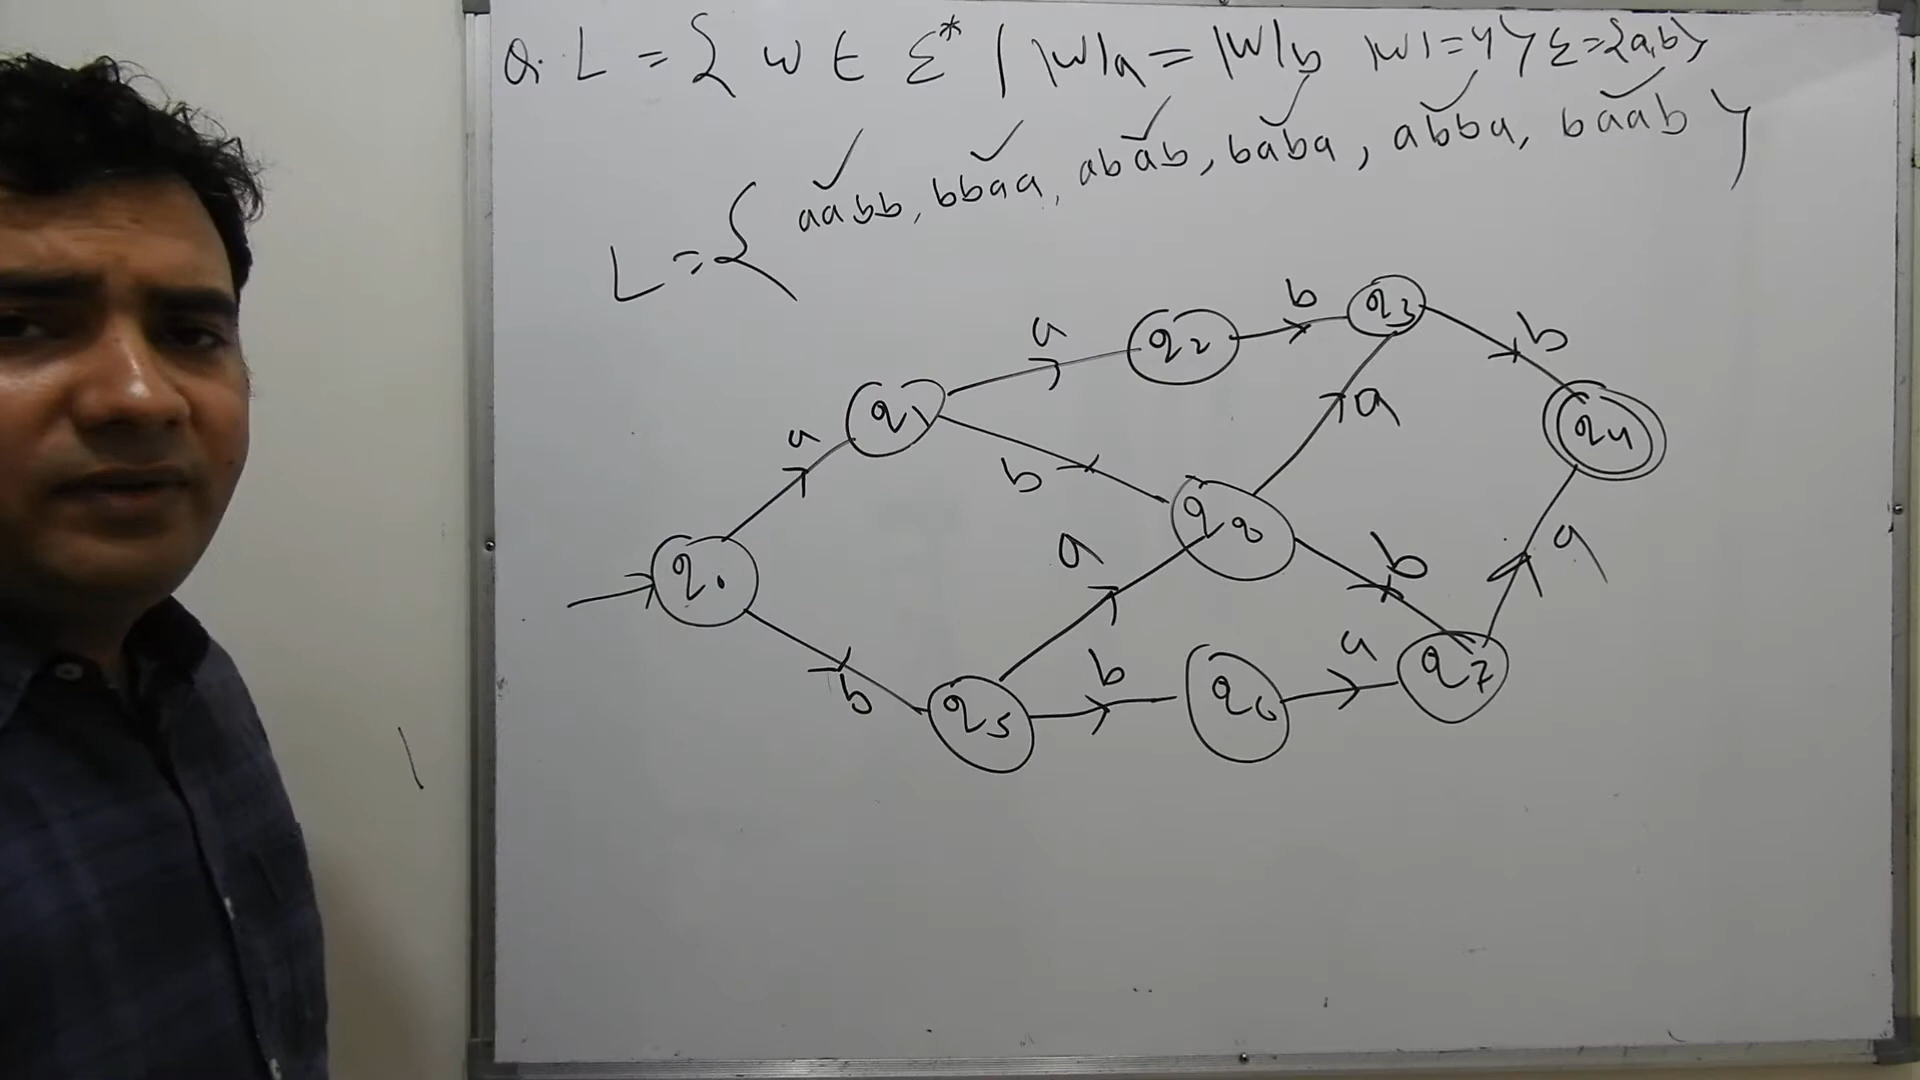 Q. L = { w ∈ Σ* | |w|a = |w|b |w| = 4 } Σ = {a, b}
L = { aabb, bbaa, abab, baba, abba, baab }
b
q3
a
q2
b
a
q1
q4
a
a
b
q8
q0
a
b
a
b
b
a
q5
q6
q7